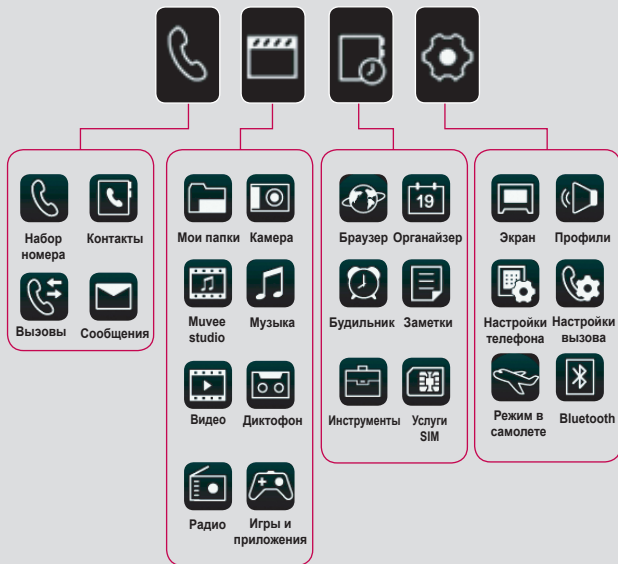 Набор
номера
Контакты
Вызовы
Сообщения
Мои папки
Камера
Muvee
studio
Музыка
Видео
Диктофон
Радио
Игры и
приложения
Браузер
19
Органайзер
Будильник
Заметки
Инструменты
Услуги
SIM
Экран
Профили
Настройки
телефона
Настройки
вызова
Режим в
самолете
Bluetooth